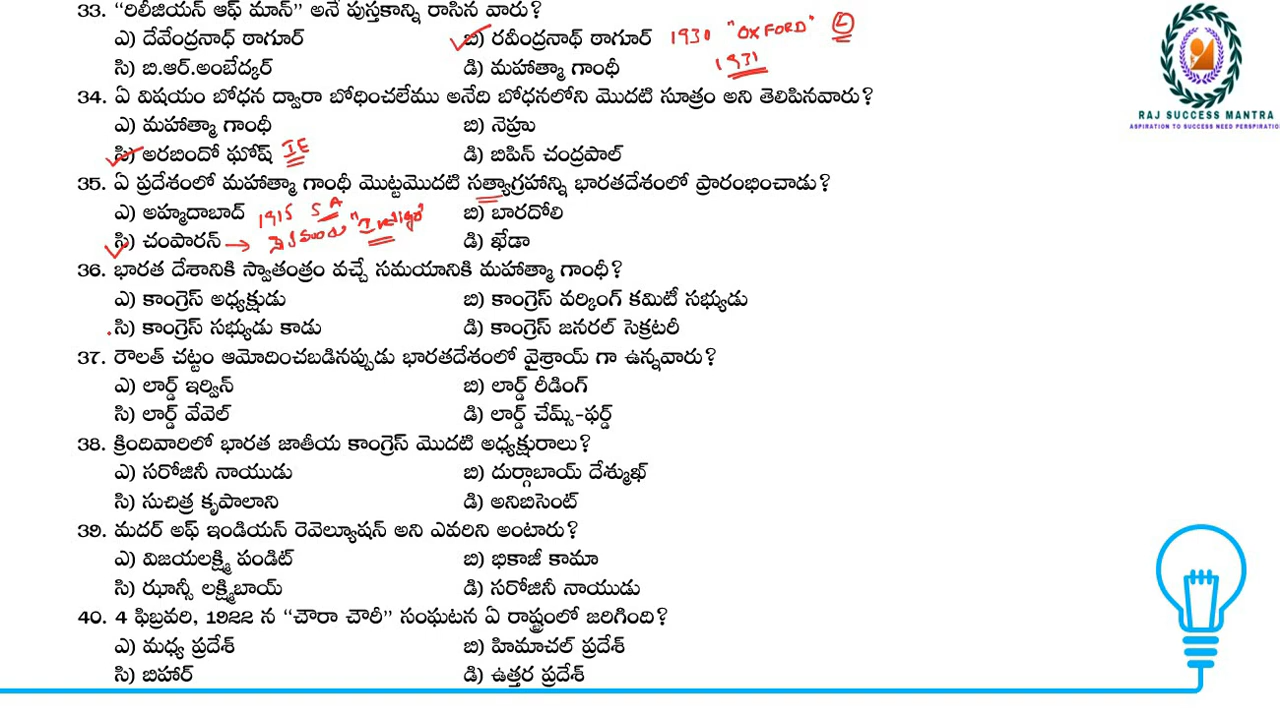 33. “రిలీజియన్ ఆఫ్ మాన్” అనే పుస్తకాన్ని రాసిన వారు?
ఎ) దేవేంద్రనాధ్ ఠాగూర్ బి) రవీంద్రనాథ్ ఠాగూర్ 1930 "OXFORD" L
సి) బి.ఆర్.అంబేద్కర్ డి) మహాత్మా గాంధీ 1931
34. ఏ విషయం బోధన ద్వారా బోధించలేము అనేది బోధనలోని మొదటి సూత్రం అని తెలిపినవారు?
ఎ) మహాత్మా గాంధీ బి) నెహ్రు
సి) అరబిందో ఘోష్ IE డి) బిపిన్ చంద్రపాల్
35. ఏ ప్రదేశంలో మహాత్మా గాంధీ మొట్టమొదటి సత్యాగ్రహాన్ని భారతదేశంలో ప్రారంభించాడు?
ఎ) అహ్మదాబాద్ 1915 SA బి) బారదోలి
సి) చంపారన్ → డి) ఖేడా
36. భారత దేశానికి స్వాతంత్రం వచ్చే సమయానికి మహాత్మా గాంధీ?
ఎ) కాంగ్రెస్ అధ్యక్షుడు బి) కాంగ్రెస్ వర్కింగ్ కమిటీ సభ్యుడు
సి) కాంగ్రెస్ సభ్యుడు కాడు డి) కాంగ్రెస్ జనరల్ సెక్రటరీ
37. రౌలత్ చట్టం ఆమోదించబడినప్పుడు భారతదేశంలో వైశ్రాయ్ గా ఉన్నవారు?
ఎ) లార్డ్ ఇర్విన్ బి) లార్డ్ రీడింగ్
సి) లార్డ్ వేవెల్ డి) లార్డ్ చేమ్స్-ఫర్డ్
38. క్రిందివారిలో భారత జాతీయ కాంగ్రెస్ మొదటి అధ్యక్షురాలు?
ఎ) సరోజినీ నాయుడు బి) దుర్గాబాయ్ దేశ్ముఖ్
సి) సుచిత్ర కృపాలాని డి) అనిబిసెంట్
39. మదర్ అఫ్ ఇండియన్ రెవెల్యూషన్ అని ఎవరిని అంటారు?
ఎ) విజయలక్ష్మి పండిట్ బి) భికాజీ కామా
సి) ఝాన్సీ లక్ష్మిబాయ్ డి) సరోజినీ నాయుడు
40. 4 ఫిబ్రవరి, 1922 న “చౌరా చౌరీ” సంఘటన ఏ రాష్ట్రంలో జరిగింది?
ఎ) మధ్య ప్రదేశ్ బి) హిమాచల్ ప్రదేశ్
సి) బిహార్ డి) ఉత్తర ప్రదేశ్
RAJ SUCCESS MANTRA
ASPIRATION TO SUCCESS NEED PERSPIRATIO